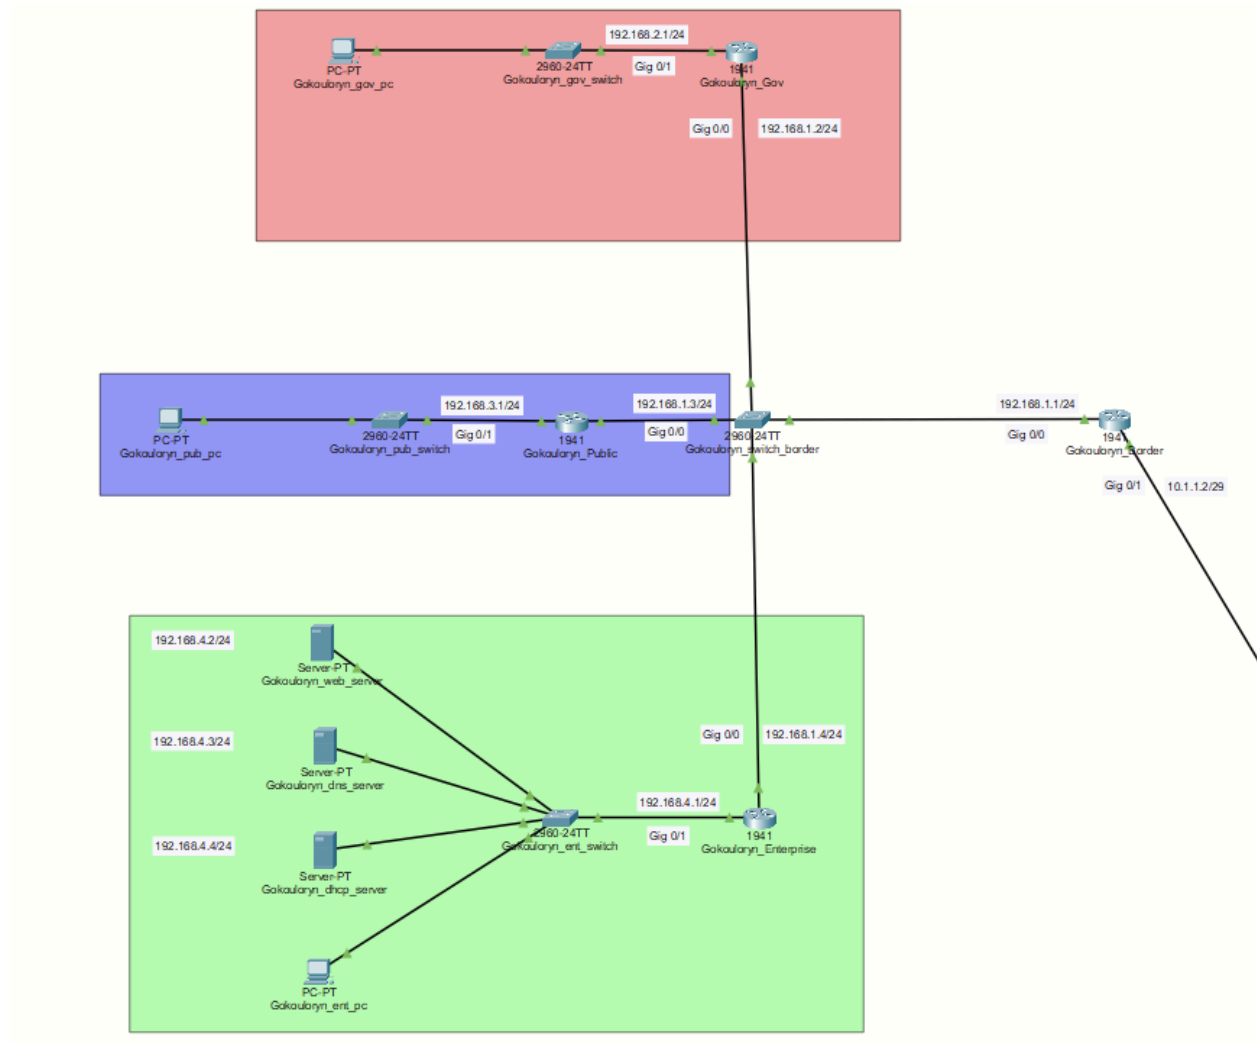 192.168.2.1/24
Gig 0/1
PC-PT
Gokoularyn_gov_pc
2960-24TT
Gokoularyn_gov_switch
1941
Gokoularyn_Gov
Gig 0/0
192.168.1.2/24
192.168.3.1/24
Gig 0/1
192.168.1.3/24
Gig 0/0
192.168.1.1/24
Gig 0/0
PC-PT
Gokoularyn_pub_pc
2960-24TT
Gokoularyn_pub_switch
1941
Gokoularyn_Public
2960-24TT
Gokoularyn_switch_border
1941
Gokoularyn_Border
Gig 0/1
10.1.1.2/29
192.168.4.2/24
Server-PT
Gokoularyn_web_server
192.168.4.3/24
Server-PT
Gokoularyn_dns_server
Gig 0/0
192.168.1.4/24
192.168.4.1/24
Gig 0/1
2960-24TT
Gokoularyn_ent_switch
1941
Gokoularyn_Enterprise
192.168.4.4/24
Server-PT
Gokoularyn_dhcp_server
PC-PT
Gokoularyn_ent_pc